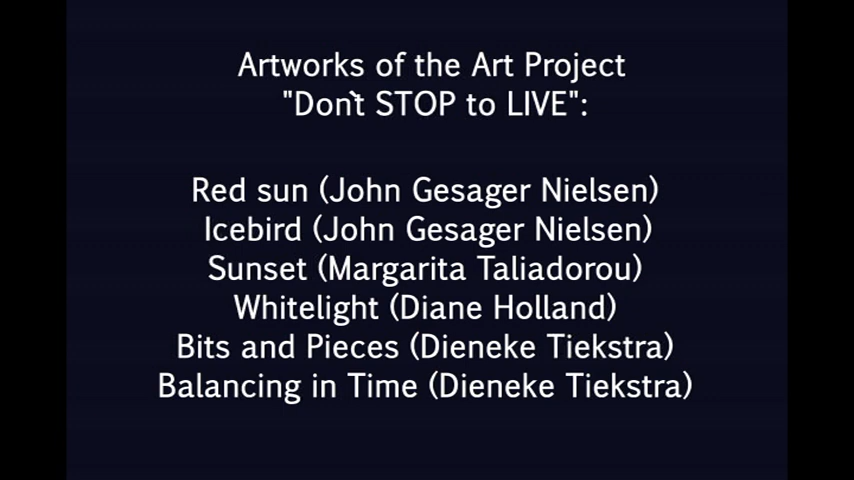 Artworks of the Art Project
"Don`t STOP to LIVE":
Red sun (John Gesager Nielsen)
Icebird (John Gesager Nielsen)
Sunset (Margarita Taliadorou)
Whitelight (Diane Holland)
Bits and Pieces (Dieneke Tiekstra)
Balancing in Time (Dieneke Tiekstra)